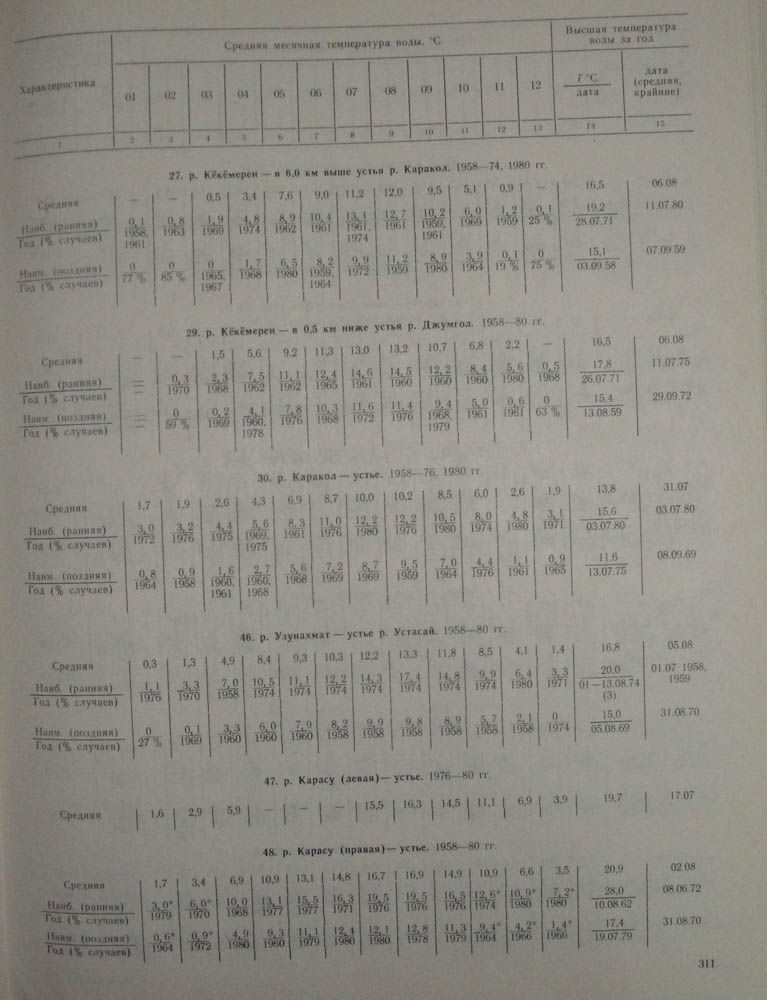 Характеристика | Средняя месячная температура воды, °С | Высшая температура воды за год
01 | 02 | 03 | 04 | 05 | 06 | 07 | 08 | 09 | 10 | 11 | 12 | T °C / дата | дата (средняя, крайние)
1 | 2 | 3 | 4 | 5 | 6 | 7 | 8 | 9 | 10 | 11 | 12 | 13 | 14 | 15
27. р. Кёкёмерен — в 6,0 км выше устья р. Каракол. 1958—74, 1980 гг.
Средняя | — | — | 0,5 | 3,4 | 7,6 | 9,0 | 11,2 | 12,0 | 9,5 | 5,1 | 0,9 | — | 16,5 | 06.08
Наиб. (ранняя) | 0,1 | 0,8 | 1,9 | 4,8 | 8,9 | 10,4 | 13,1 | 12,7 | 10,2 | 6,0 | 1,2 | 0,1 | 19,2 | 11.07.80
Год (% случаев) | 1958, | 1963 | 1969 | 1974 | 1962 | 1961 | 1961, | 1961 | 1959, | 1969 | 1959 | 25 % | 28.07.71
1961 | 1974 | 1961
Наим. (поздняя) | 0 | 0 | 0 | 1,7 | 6,5 | 8,2 | 9,9 | 11,2 | 8,9 | 3,9 | 0,1 | 0 | 15,1 | 07.09.59
Год (% случаев) | 77 % | 85 % | 1965, | 1968 | 1980 | 1959, | 1972 | 1959 | 1980 | 1964 | 19 % | 75 % | 03.09.58
1967 | 1964
29. р. Кёкёмерен — в 0,5 км ниже устья р. Джумгол. 1958—80 гг.
Средняя | — | — | 1,5 | 5,6 | 9,2 | 11,3 | 13,0 | 13,2 | 10,7 | 6,8 | 2,2 | — | 16,5 | 06.08
Наиб. (ранняя) | — | 0,3 | 2,3 | 7,5 | 11,1 | 12,4 | 14,6 | 14,5 | 12,2 | 8,4 | 5,6 | 0,5 | 17,8 | 11.07.75
Год (% случаев) | — | 1970 | 1968 | 1962 | 1962 | 1965 | 1961 | 1960 | 1960 | 1960 | 1980 | 1968 | 26.07.71
Наим. (поздняя) | — | 0 | 0,2 | 4,1 | 7,8 | 10,3 | 11,6 | 11,4 | 9,4 | 5,0 | 0,6 | 0 | 15,4 | 29.09.72
Год (% случаев) | — | 59 % | 1969 | 1960, | 1976 | 1968 | 1972 | 1976 | 1968, | 1961 | 1961 | 63 % | 13.08.59
1978 | 1979
30. р. Каракол — устье. 1958—76, 1980 гг.
Средняя | 1,7 | 1,9 | 2,6 | 4,3 | 6,9 | 8,7 | 10,0 | 10,2 | 8,5 | 6,0 | 2,6 | 1,9 | 13,8 | 31.07
Наиб. (ранняя) | 3,0 | 3,2 | 4,4 | 5,6 | 8,3 | 11,0 | 12,2 | 12,2 | 10,5 | 8,0 | 4,8 | 3,1 | 15,6 | 03.07.80
Год (% случаев) | 1972 | 1976 | 1975 | 1969, | 1961 | 1976 | 1980 | 1976 | 1980 | 1974 | 1980 | 1971 | 03.07.80
1975
Наим. (поздняя) | 0,8 | 0,9 | 1,6 | 2,7 | 5,6 | 7,2 | 8,7 | 9,5 | 7,0 | 4,4 | 1,1 | 0,9 | 11,6 | 08.09.69
Год (% случаев) | 1964 | 1958 | 1960, | 1960, | 1968 | 1969 | 1969 | 1959 | 1964 | 1976 | 1961 | 1965 | 13.07.75
1961 | 1968
46. р. Узунахмат — устье р. Устасай. 1958—80 гг.
Средняя | 0,3 | 1,3 | 4,9 | 8,4 | 9,3 | 10,3 | 12,2 | 13,3 | 11,8 | 8,5 | 4,1 | 1,4 | 16,8 | 05.08
Наиб. (ранняя) | 1,1 | 3,3 | 7,0 | 10,5 | 11,1 | 12,2 | 14,3 | 17,4 | 14,8 | 9,9 | 6,4 | 3,3 | 20,0 | 01.07 1958,
Год (% случаев) | 1976 | 1970 | 1958 | 1974 | 1974 | 1974 | 1974 | 1974 | 1974 | 1974 | 1980 | 1971 | 01—13.08.74 | 1959
(3)
Наим. (поздняя) | 0 | 0,1 | 3,3 | 6,0 | 7,9 | 8,2 | 9,9 | 9,8 | 8,9 | 5,7 | 2,1 | 0 | 15,0 | 31.08.70
Год (% случаев) | 27 % | 1969 | 1960 | 1960 | 1960 | 1958 | 1958 | 1958 | 1958 | 1958 | 1958 | 1974 | 05.08.69
47. р. Карасу (левая)— устье. 1976—80 гг.
Средняя | 1,6 | 2,9 | 5,9 | — | — | — | 15,5 | 16,3 | 14,5 | 11,1 | 6,9 | 3,9 | 19,7 | 17.07
48. р. Карасу (правая)— устье. 1958—80 гг.
Средняя | 1,7 | 3,4 | 6,9 | 10,9 | 13,1 | 14,8 | 16,7 | 16,9 | 14,9 | 10,9 | 6,6 | 3,5 | 20,9 | 02.08
Наиб. (ранняя) | 3,0* | 6,0* | 10,0 | 13,1 | 15,5 | 16,3 | 19,5 | 19,5 | 16,5 | 12,6* | 10,9* | 7,2* | 28,0 | 08.06.72
Год (% случаев) | 1979 | 1970 | 1968 | 1977 | 1977 | 1971 | 1976 | 1976 | 1976 | 1974 | 1980 | 1980 | 10.08.62
Наим. (поздняя) | 0,6* | 0,9* | 4,9 | 9,3 | 11,1 | 12,4 | 12,1 | 12,8 | 11,3 | 9,4* | 4,2* | 1,4* | 17,4 | 31.08.70
Год (% случаев) | 1964 | 1972 | 1980 | 1960 | 1979 | 1980 | 1980 | 1978 | 1979 | 1964 | 1966 | 1966 | 19.07.79
311